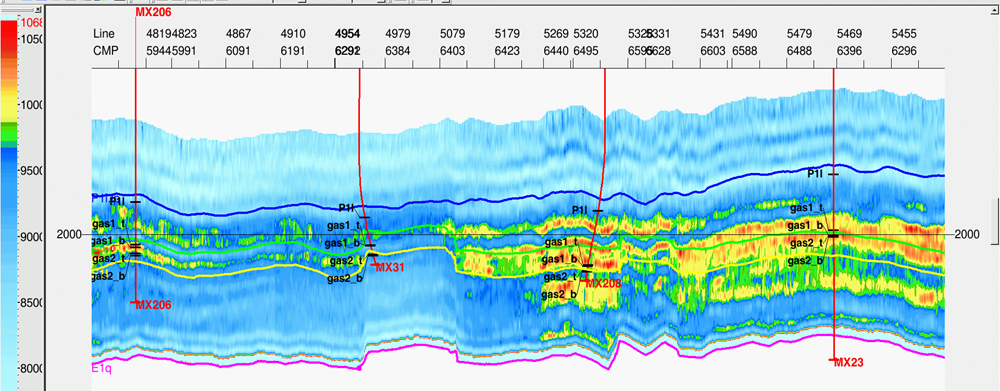 MX206
Line 4819 4823 4867 4910 4954 4979 5079 5179 5269 5320 5331 5431 5490 5479 5469 5455
CMP 5991 6091 6191 6292 6384 6403 6423 6440 6495 6628 6603 6588 6488 6396 6296
1050
1000
9500
9000
8500
8000
2000
2000
P1l
gas1_t
gas1_b
gas2_t
gas2_b
MX206
P1l
gas1_t
gas1_b
gas2_t
gas2_b
MX31
P1l
gas1_t
gas1_b
gas2_t
gas2_b
MX208
P1l
gas1_t
gas1_b
gas2_t
gas2_b
MX23
E1q